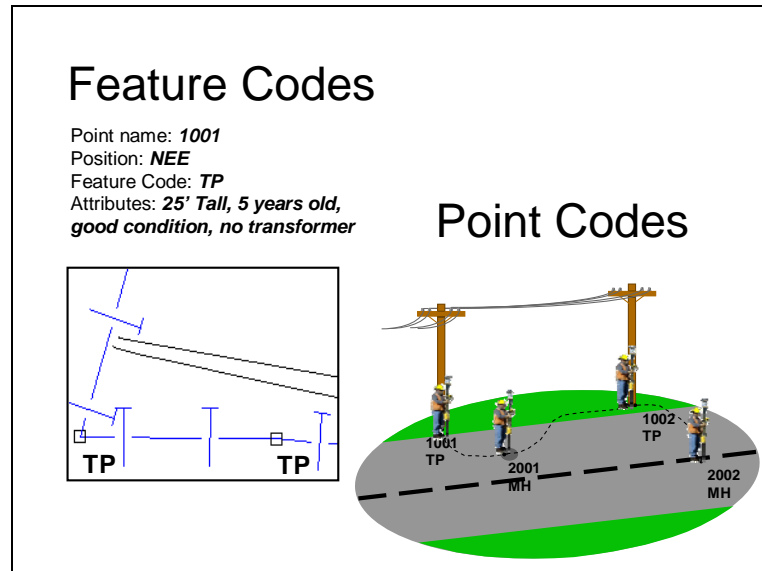 Feature Codes
Point name: 1001
Position: NEE
Feature Code: TP
Attributes: 25' Tall, 5 years old,
good condition, no transformer
Point Codes
TP
TP
1001
TP
2001
MH
1002
TP
2002
MH